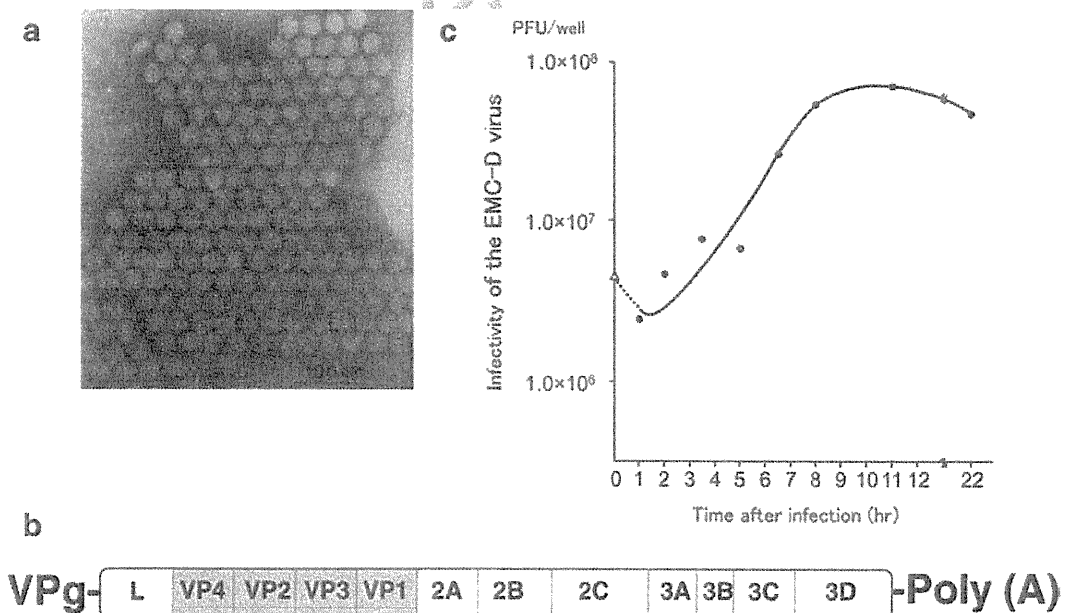 a
c
PFU/well
1.0×10⁸
1.0×10⁷
1.0×10⁶
Infectivity of the EMC-D virus
0 1 2 3 4 5 6 7 8 9 10 11 12 22
Time after infection (hr)
b
VPg- L VP4 VP2 VP3 VP1 2A 2B 2C 3A 3B 3C 3D -Poly (A)